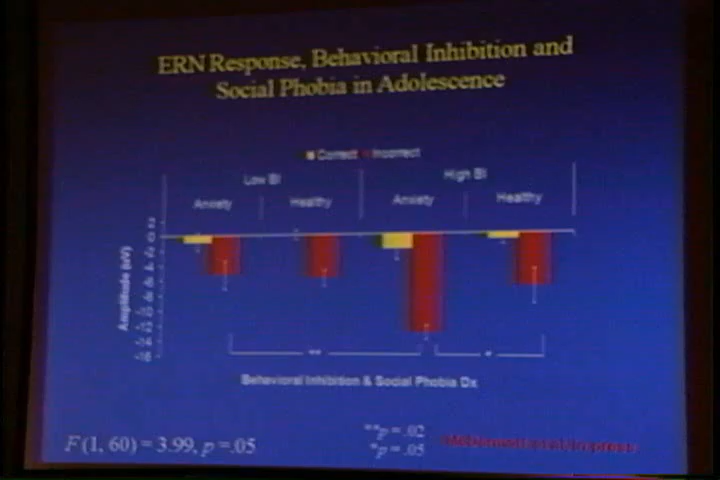 ERN Response, Behavioral Inhibition and
Social Phobia in Adolescence
Correct Incorrect
Low BI High BI
Anxiety Healthy Anxiety Healthy
Amplitude (uV)
** *
Behavioral Inhibition & Social Phobia Dx
F(1, 60) = 3.99, p =.05
**p = .02
*p = .05